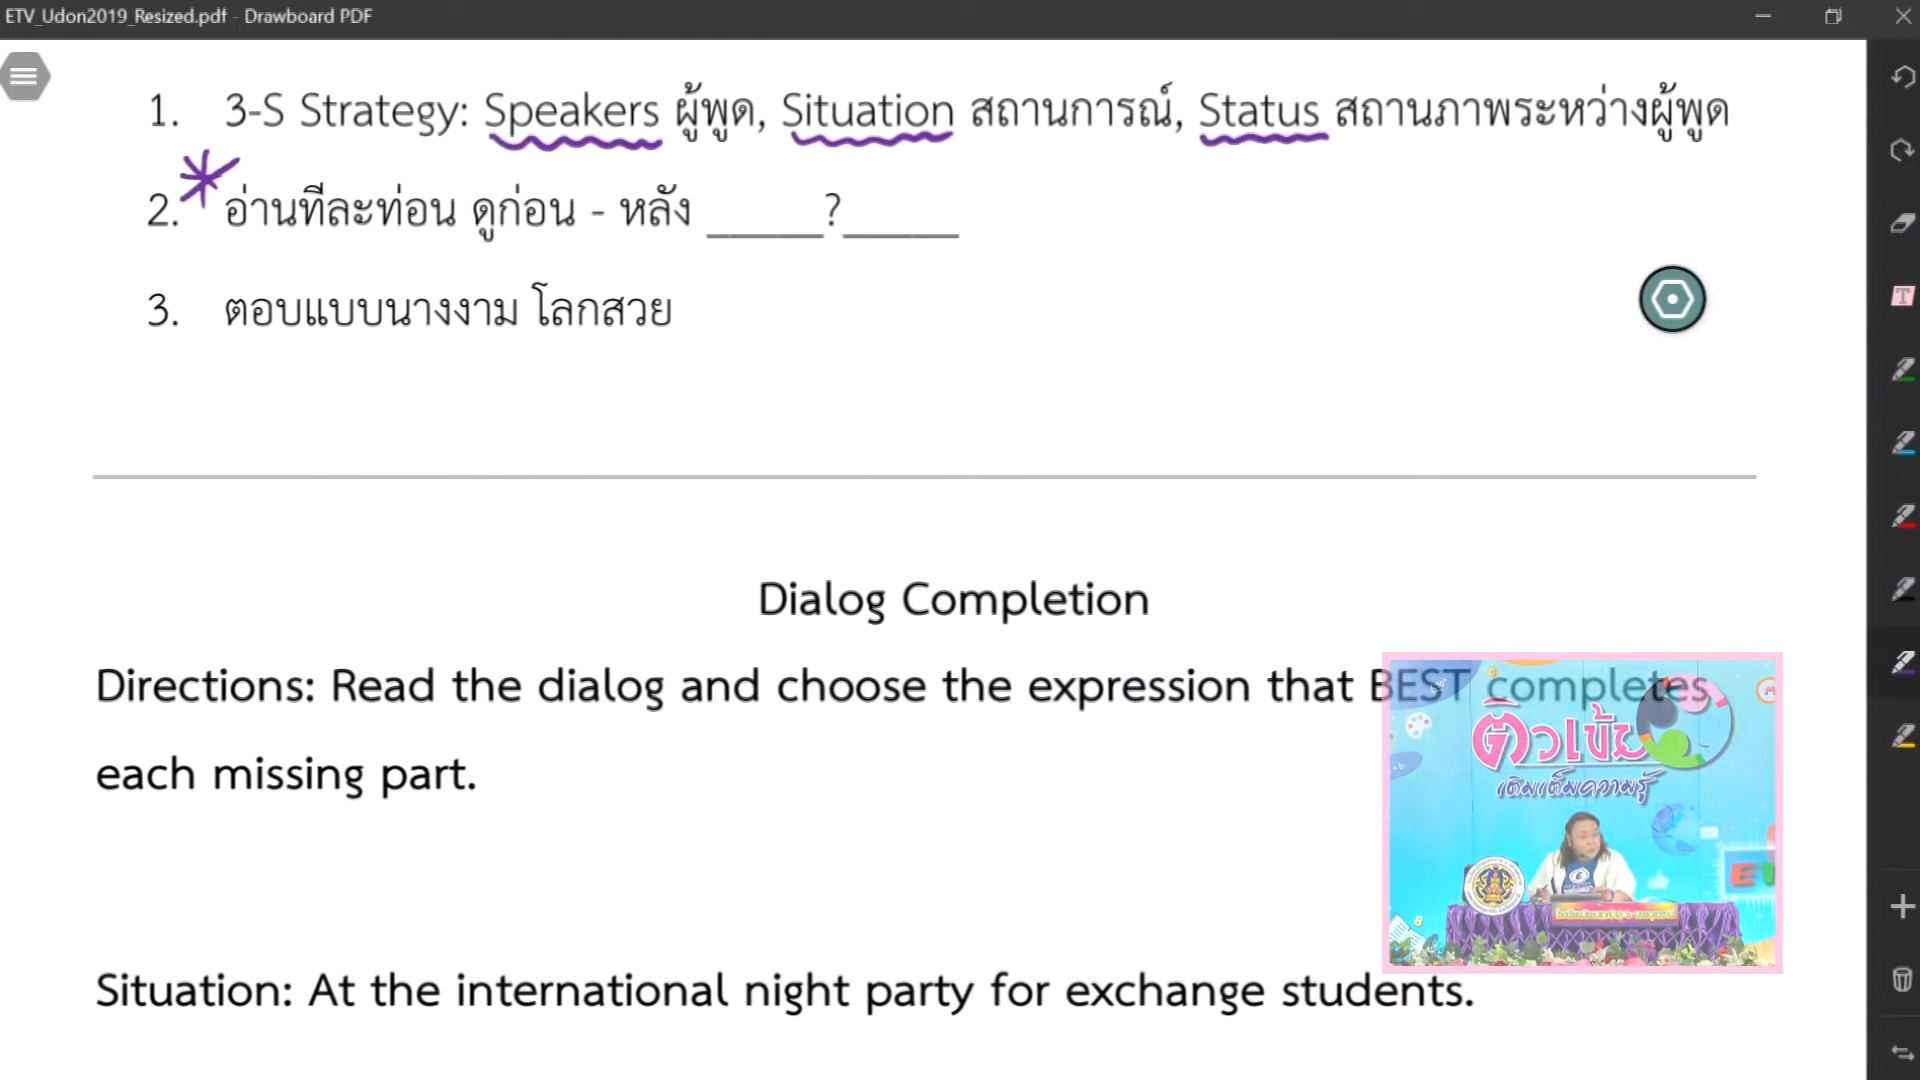 ETV_Udon2019_Resized.pdf - Drawboard PDF
1. 3-S Strategy: Speakers ผู้พูด, Situation สถานการณ์, Status สถานภาพระหว่างผู้พูด
2. อ่านทีละท่อน ดูก่อน - หลัง _____?_____
3. ตอบแบบนางงาม โลกสวย
Dialog Completion
Directions: Read the dialog and choose the expression that BEST completes
each missing part.
ติวเข้ม
เติมเต็มความรู้
Situation: At the international night party for exchange students.